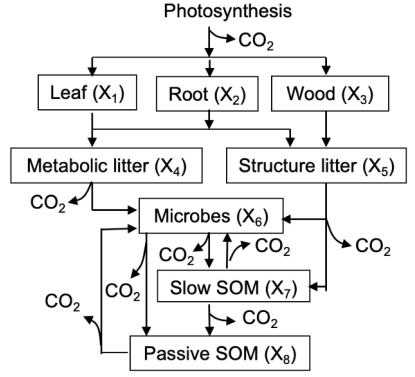 Photosynthesis
CO₂
Leaf (X₁)
Root (X₂)
Wood (X₃)
Metabolic litter (X₄)
Structure litter (X₅)
CO₂
Microbes (X₆)
CO₂
CO₂
CO₂
CO₂
Slow SOM (X₇)
CO₂
CO₂
Passive SOM (X₈)